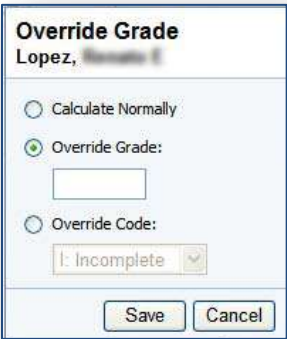 Override Grade
Lopez,
Calculate Normally
Override Grade:
Override Code:
I: Incomplete
Save Cancel